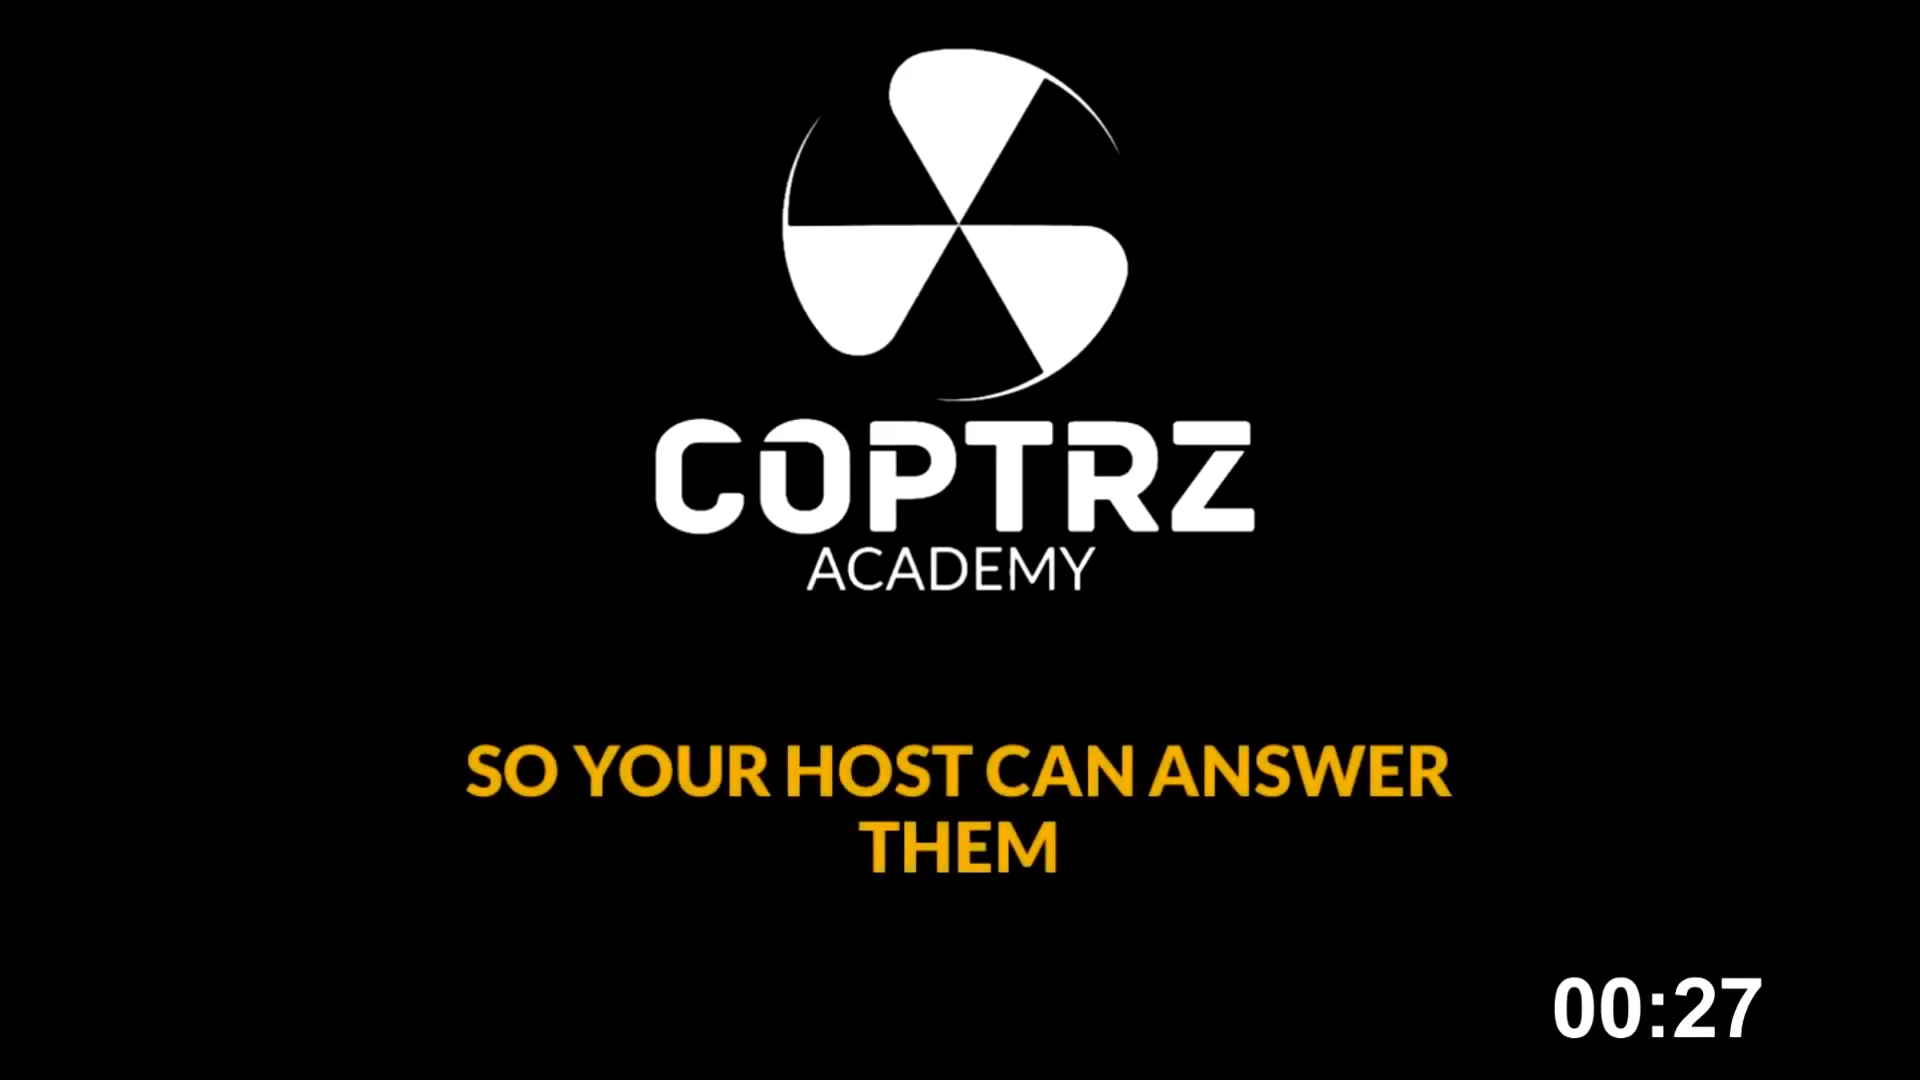 COPTRZ
ACADEMY
SO YOUR HOST CAN ANSWER
THEM
00:27